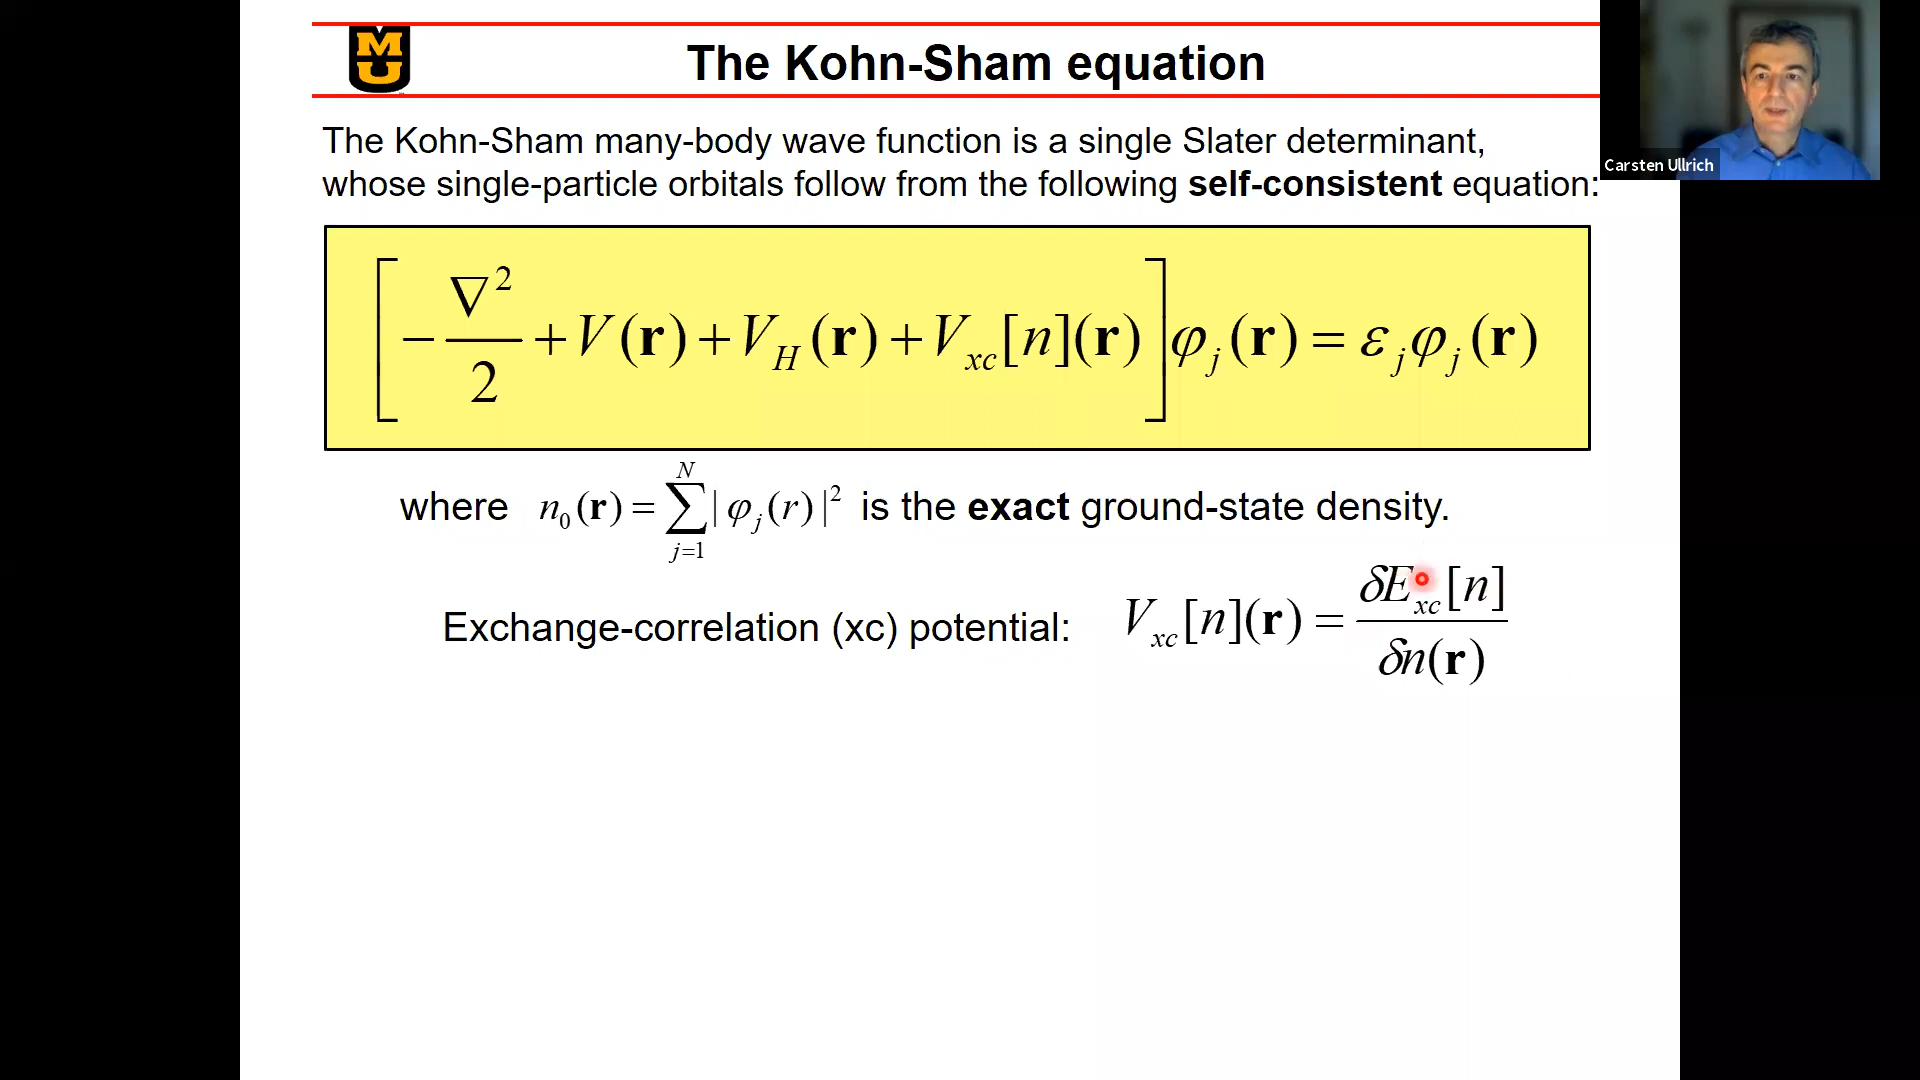 MU
The Kohn-Sham equation
Carsten Ullrich
The Kohn-Sham many-body wave function is a single Slater determinant,
whose single-particle orbitals follow from the following self-consistent equation:
[ −∇²/2 + V(r) + V_H(r) + V_xc[n](r) ] φ_j(r) = ε_j φ_j(r)
where n_0(r) = ∑_{j=1}^{N} | φ_j(r) |² is the exact ground-state density.
Exchange-correlation (xc) potential: V_xc[n](r) = δE_xc[n] / δn(r)